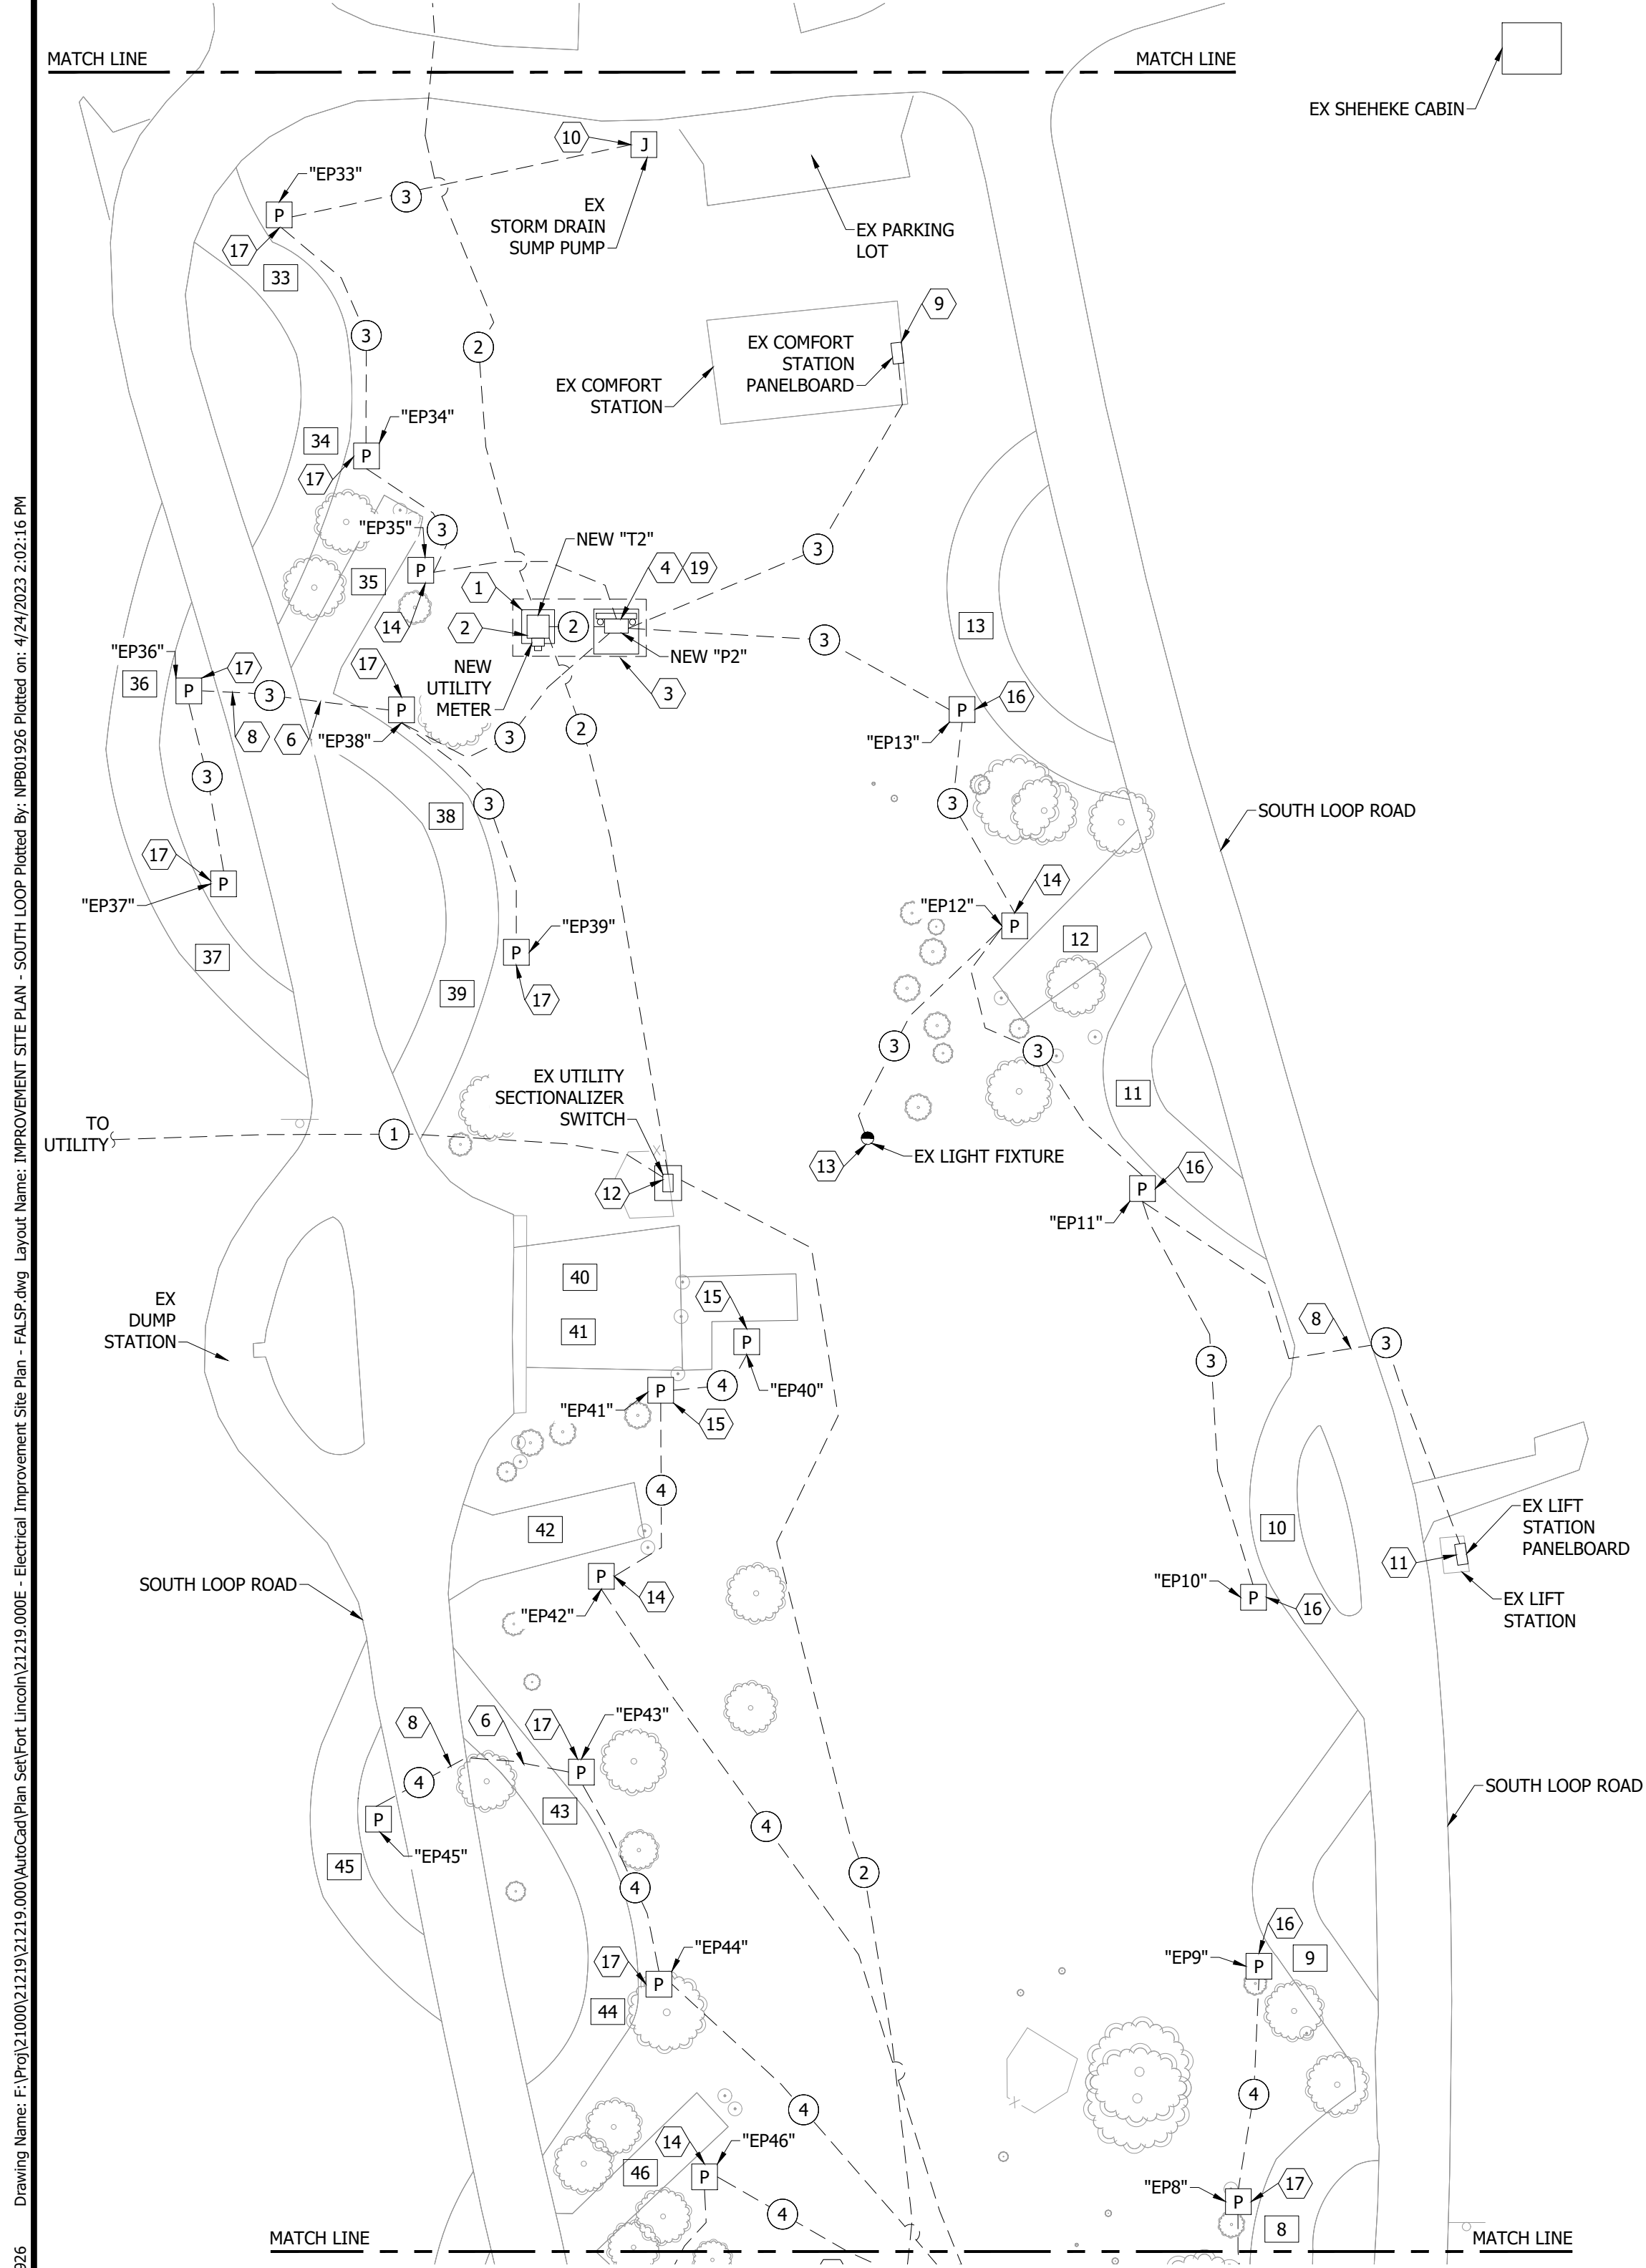 MATCH LINE
MATCH LINE
EX SHEHEKE CABIN
10
J
"EP33"
3
P
17
EX
STORM DRAIN
SUMP PUMP
EX PARKING
LOT
33
9
3
2
EX COMFORT
STATION
PANELBOARD
EX COMFORT
STATION
"EP34"
34
P
17
"EP35"
3
NEW "T2"
3
P
35
4
19
1
14
2
2
13
3
"EP36"
17
17
NEW "P2"
36
P
3
NEW
UTILITY
METER
3
16
P
P
8
6
"EP38"
3
2
"EP13"
3
38
3
3
SOUTH LOOP ROAD
17
P
14
"EP37"
"EP12"
P
"EP39"
12
37
P
39
17
3
3
EX UTILITY
SECTIONALIZER
SWITCH
11
TO
UTILITY
1
13
EX LIGHT FIXTURE
16
12
P
"EP11"
40
15
EX
DUMP
STATION
41
P
8
3
3
P
4
"EP40"
"EP41"
15
4
42
10
EX LIFT
STATION
PANELBOARD
11
SOUTH LOOP ROAD
P
14
"EP42"
"EP10"
P
16
EX LIFT
STATION
8
6
17
"EP43"
4
P
SOUTH LOOP ROAD
P
43
4
"EP45"
45
2
4
16
"EP44"
"EP9"
9
17
P
P
44
4
4
14
"EP46"
46
P
"EP8"
17
P
4
8
MATCH LINE
MATCH LINE
Drawing Name: F:\Proj\21000\21219\21219.000\AutoCad\Plan Set\Fort Lincoln\21219.000E - Electrical Improvement Site Plan - FALSP.dwg Layout Name: IMPROVEMENT SITE PLAN - SOUTH LOOP Plotted By: NPB01926 Plotted on: 4/24/2023 2:02:16 PM
926